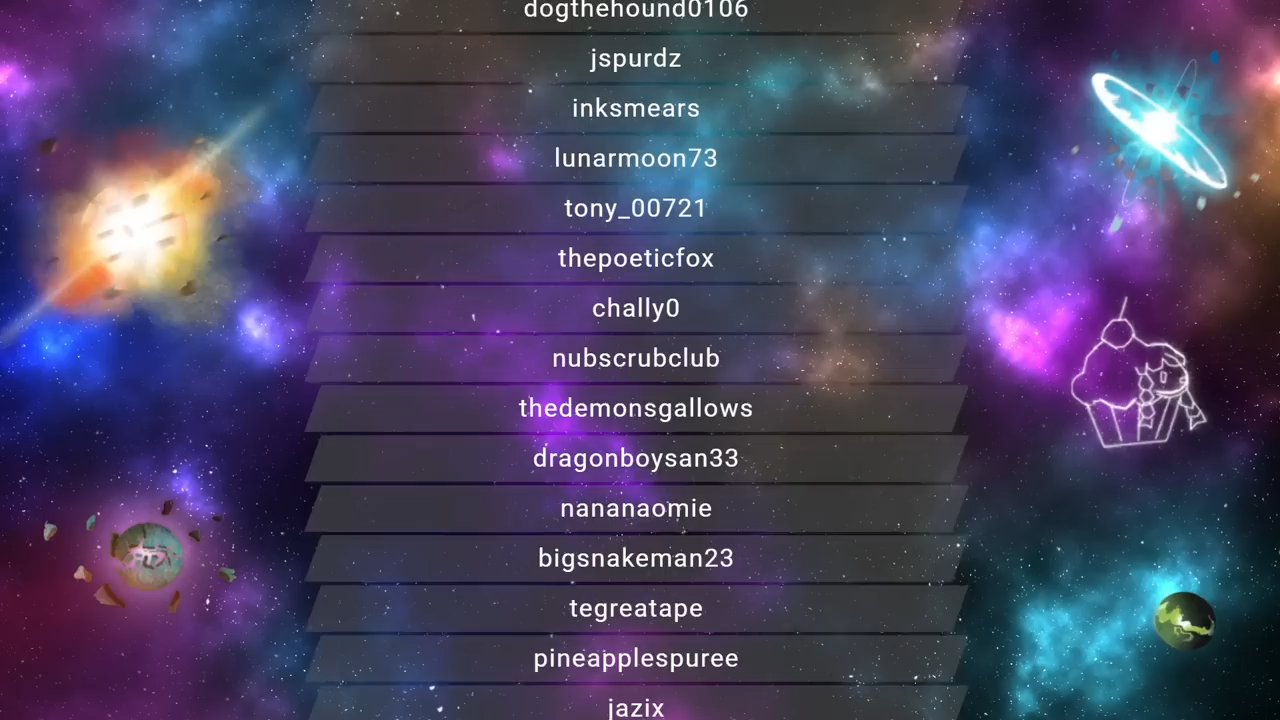 dogthehound0106
jspurdz
inksmears
lunarmoon73
tony_00721
thepoeticfox
chally0
nubscrubclub
thedemonsgallows
dragonboysan33
nananaomie
bigsnakeman23
tegreatape
pineapplespuree
jazix